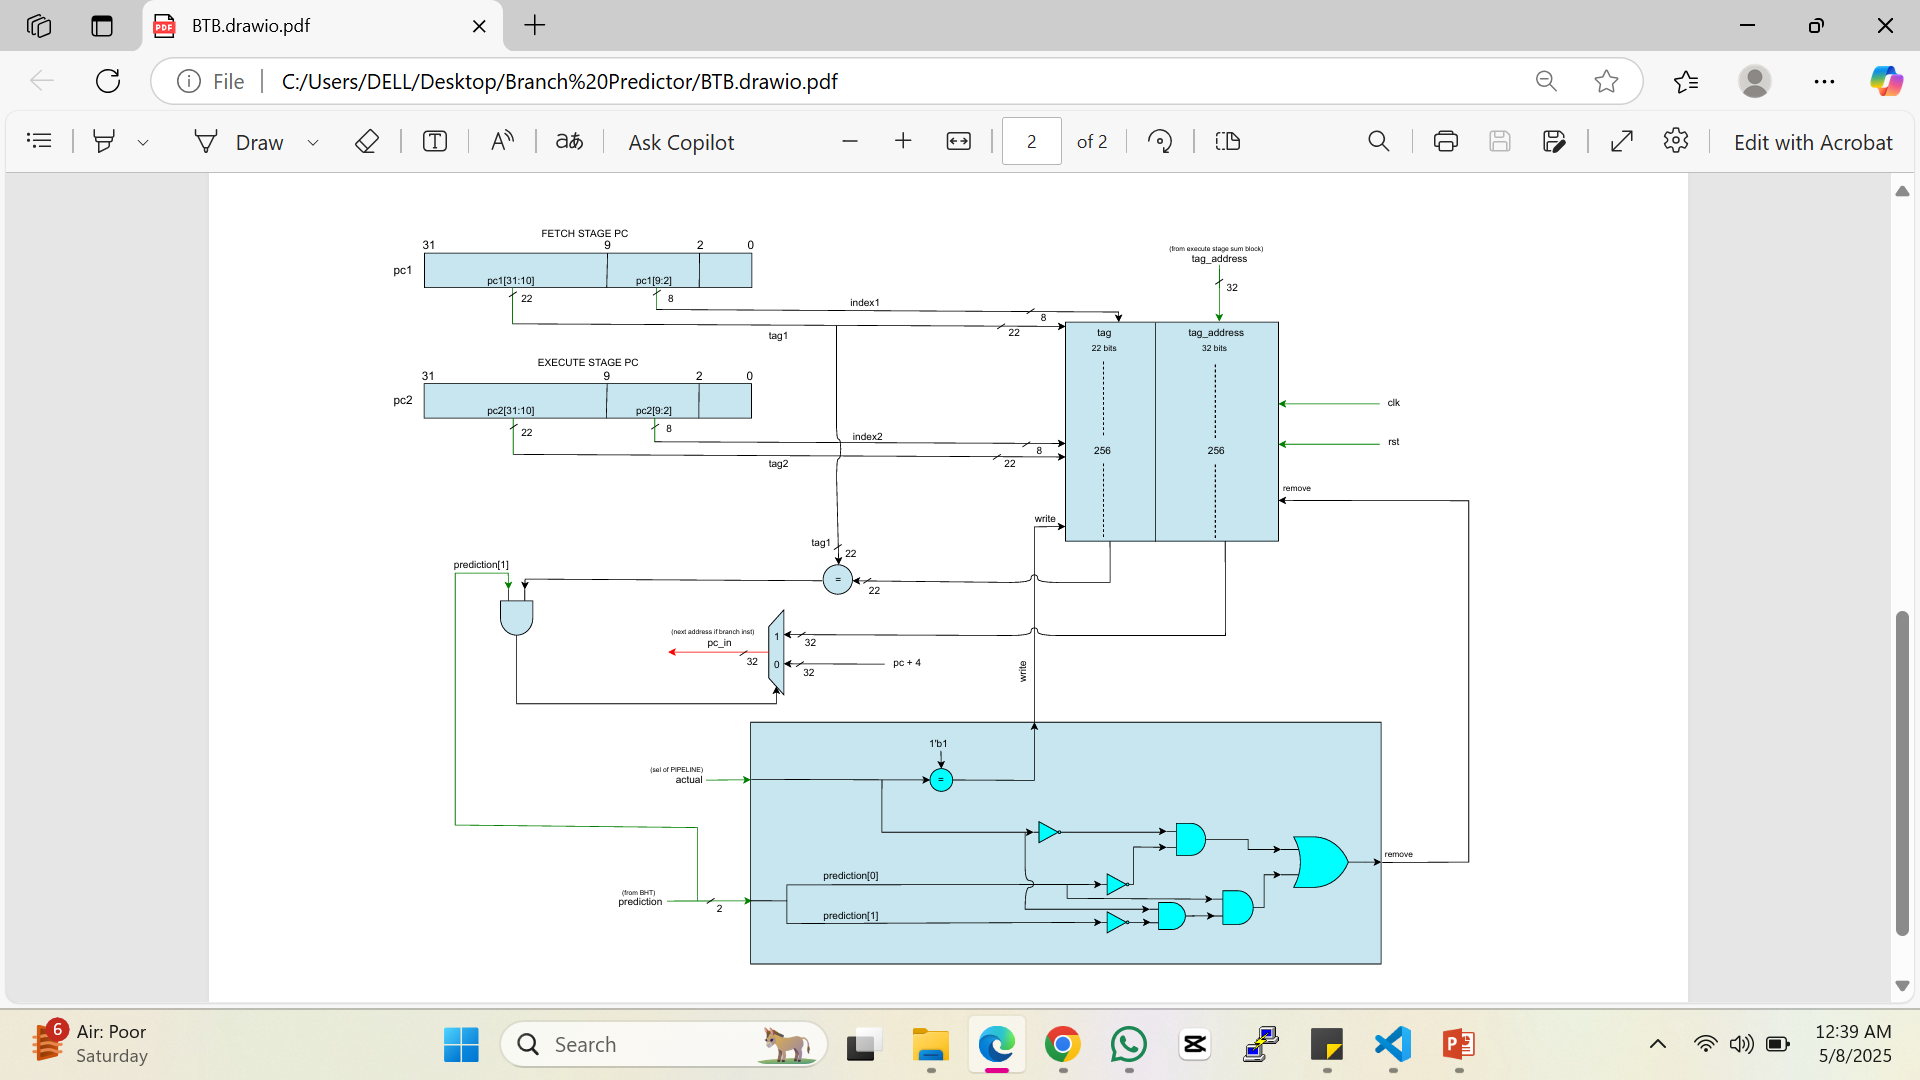 BTB.drawio.pdf
File
C:/Users/DELL/Desktop/Branch%20Predictor/BTB.drawio.pdf
Draw
aあ
Ask Copilot
2
of 2
Edit with Acrobat
FETCH STAGE PC
31 9 2 0
pc1
pc1[31:10] pc1[9:2]
22 8
index1
8
tag1
22
(from execute stage sum block)
tag_address
32
EXECUTE STAGE PC
31 9 2 0
pc2
pc2[31:10] pc2[9:2]
22 8
index2
8
tag2
22
tag tag_address
22 bits 32 bits
256 256
clk
rst
remove
write
tag1
22
=
22
prediction[1]
(next address if branch inst)
pc_in
32
1
0
32
32
pc + 4
write
1'b1
=
(sel of PIPELINE)
actual
prediction[0]
prediction[1]
(from BHT)
prediction
2
remove
6
Air: Poor
Saturday
Search
12:39 AM
5/8/2025